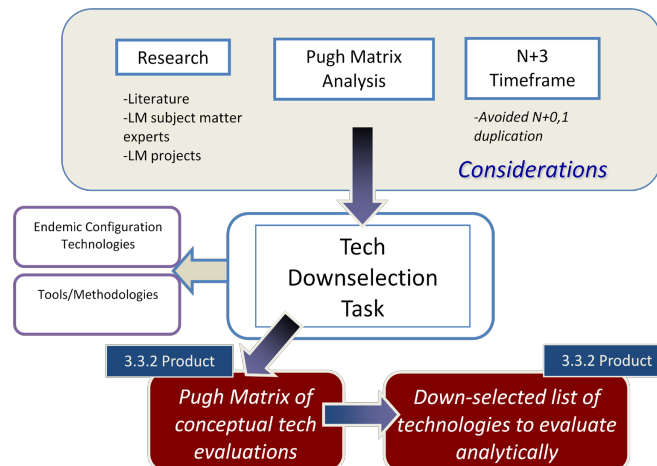 Research
-Literature
-LM subject matter
experts
-LM projects
Pugh Matrix
Analysis
N+3
Timeframe
-Avoided N+0,1
duplication
Considerations
Endemic Configuration
Technologies
Tools/Methodologies
Tech
Downselection
Task
3.3.2 Product
Pugh Matrix of
conceptual tech
evaluations
3.3.2 Product
Down-selected list of
technologies to evaluate
analytically